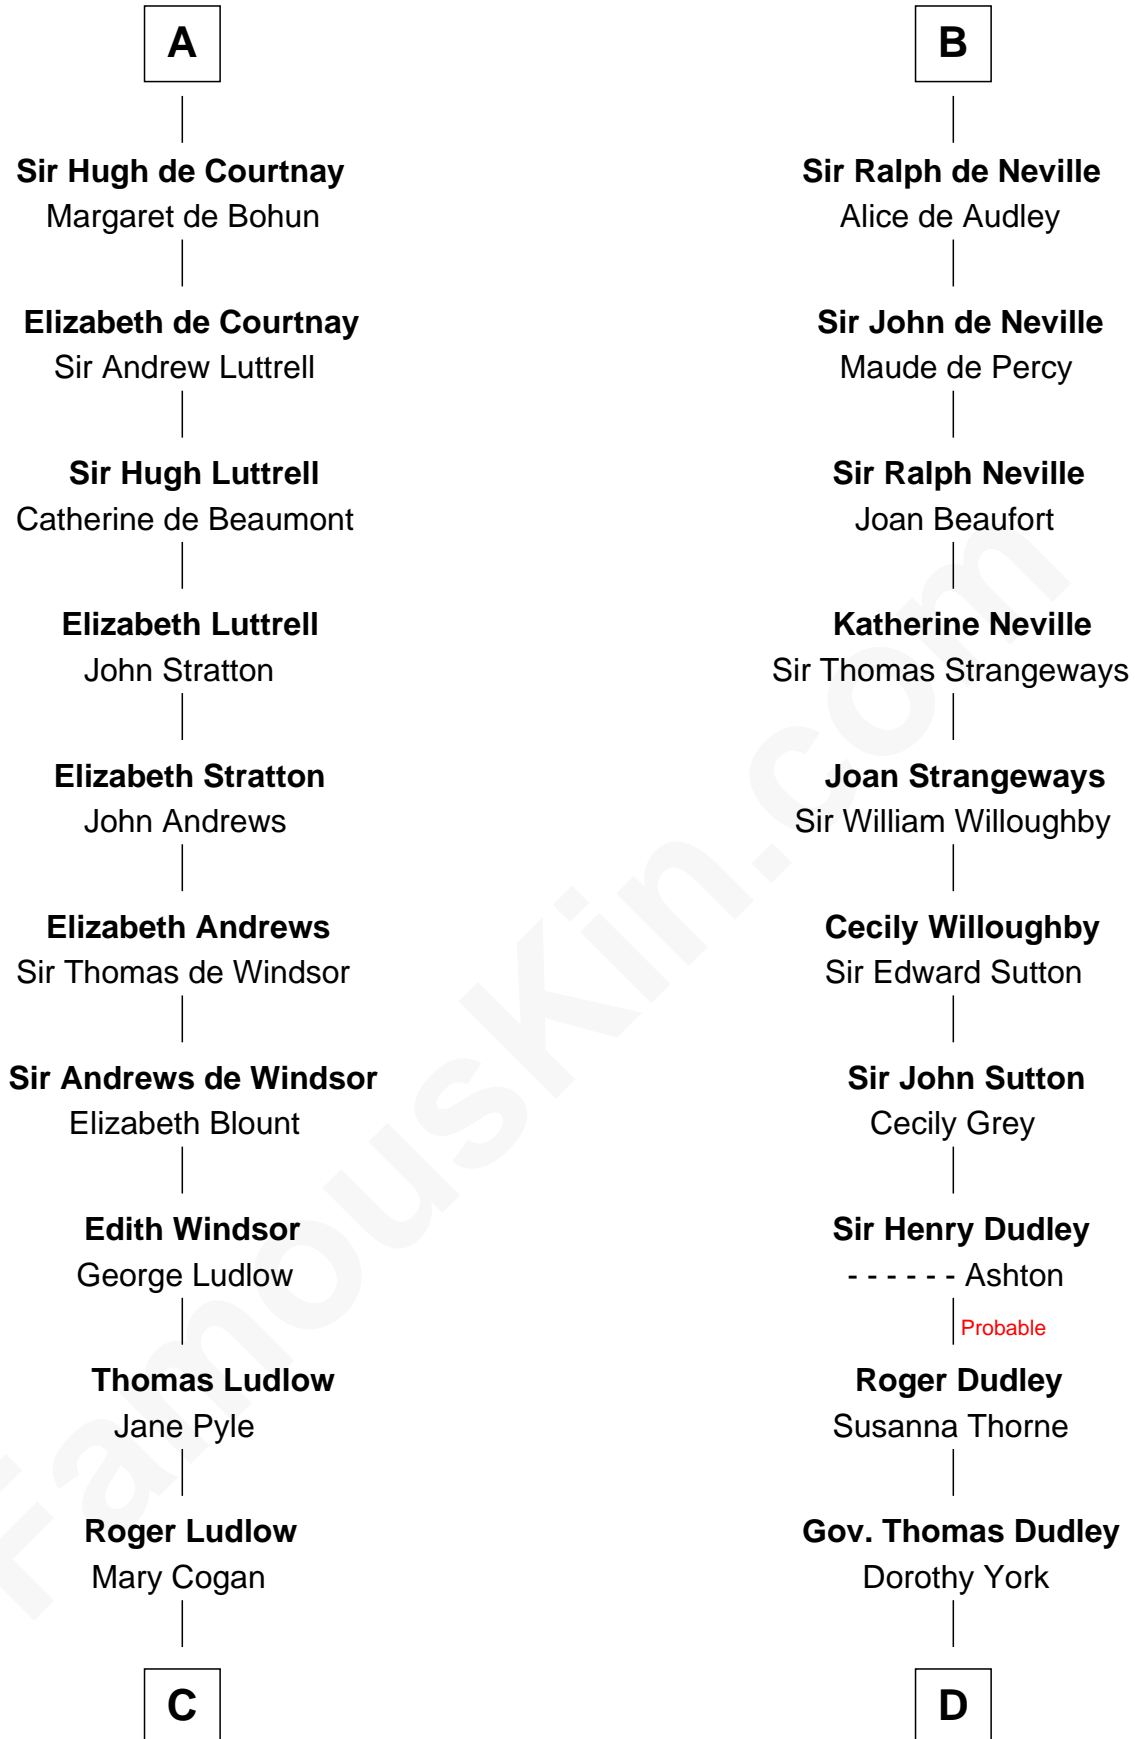 A
Sir Hugh de Courtnay
Margaret de Bohun
Elizabeth de Courtnay
Sir Andrew Luttrell
Sir Hugh Luttrell
Catherine de Beaumont
Elizabeth Luttrell
John Stratton
Elizabeth Stratton
John Andrews
Elizabeth Andrews
Sir Thomas de Windsor
Sir Andrews de Windsor
Elizabeth Blount
Edith Windsor
George Ludlow
Thomas Ludlow
Jane Pyle
Roger Ludlow
Mary Cogan
C
B
Sir Ralph de Neville
Alice de Audley
Sir John de Neville
Maude de Percy
Sir Ralph Neville
Joan Beaufort
Katherine Neville
Sir Thomas Strangeways
Joan Strangeways
Sir William Willoughby
Cecily Willoughby
Sir Edward Sutton
Sir John Sutton
Cecily Grey
Sir Henry Dudley
- - - - - - Ashton
Probable
Roger Dudley
Susanna Thorne
Gov. Thomas Dudley
Dorothy York
D
FamousKin.com